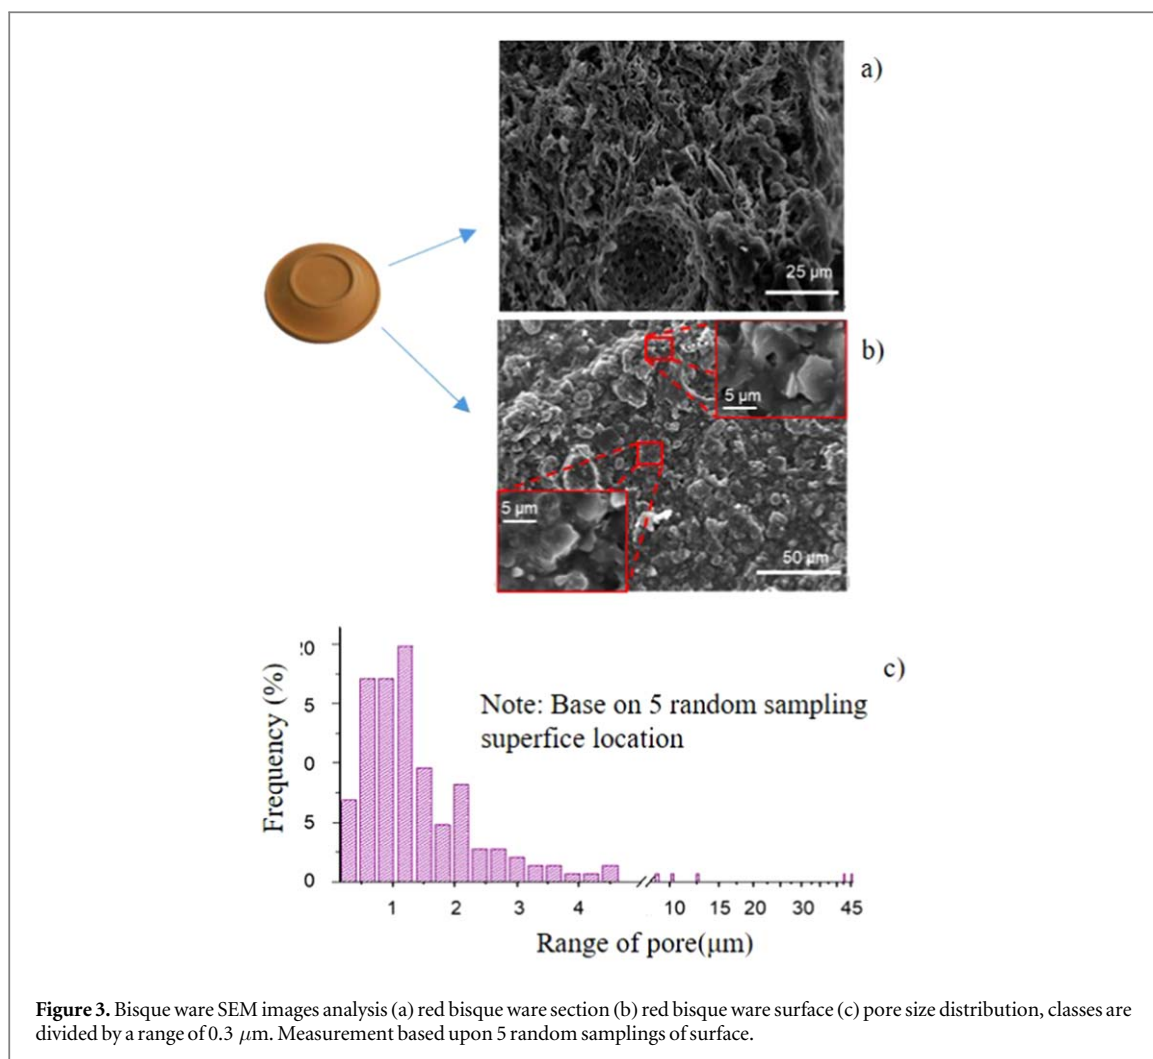 a)
25 μm
b)
5 μm
5 μm
50 μm
c)
Note: Base on 5 random sampling
superfice location
Frequency (%)
20
5
0
5
0
1 2 3 4 10 15 20 30 45
Range of pore(μm)
Figure 3. Bisque ware SEM images analysis (a) red bisque ware section (b) red bisque ware surface (c) pore size distribution, classes are
divided by a range of 0.3 μm. Measurement based upon 5 random samplings of surface.